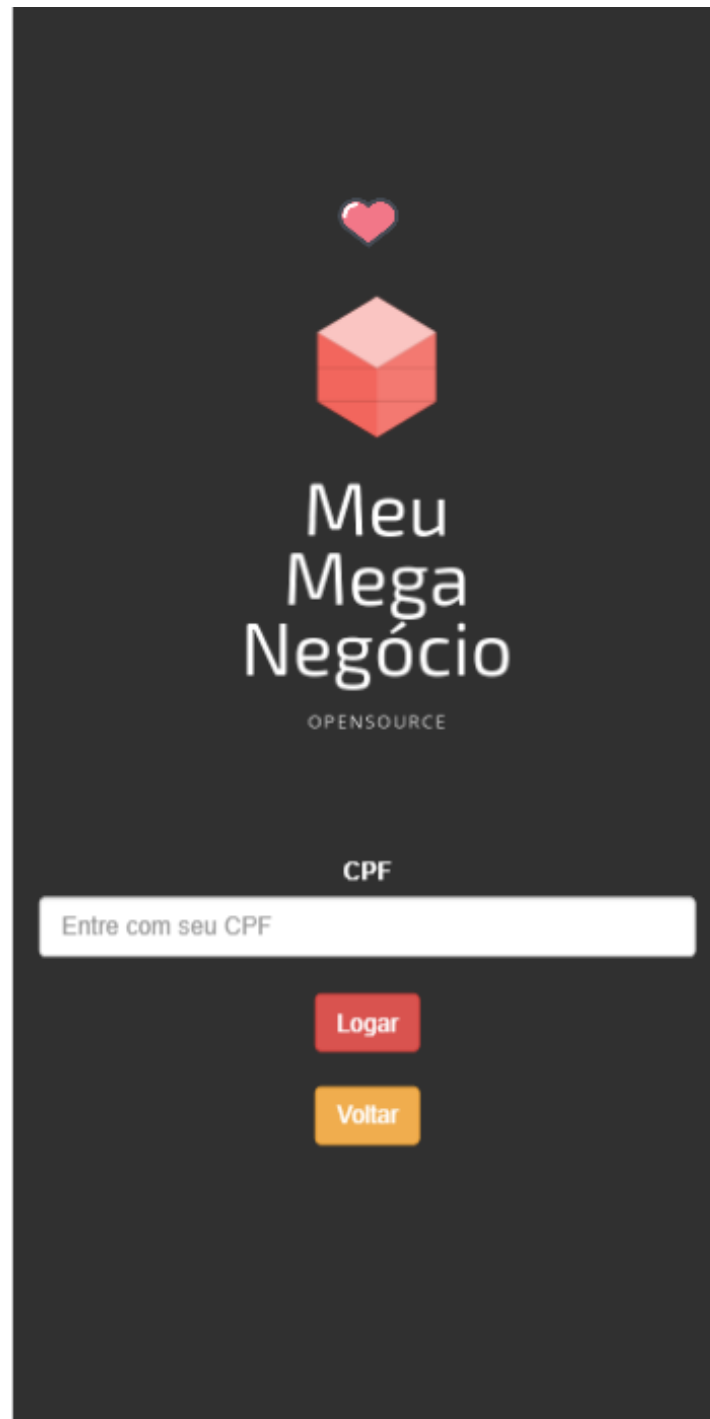 Meu
Mega
Negócio
OPENSOURCE
CPF
Entre com seu CPF
Logar
Voltar